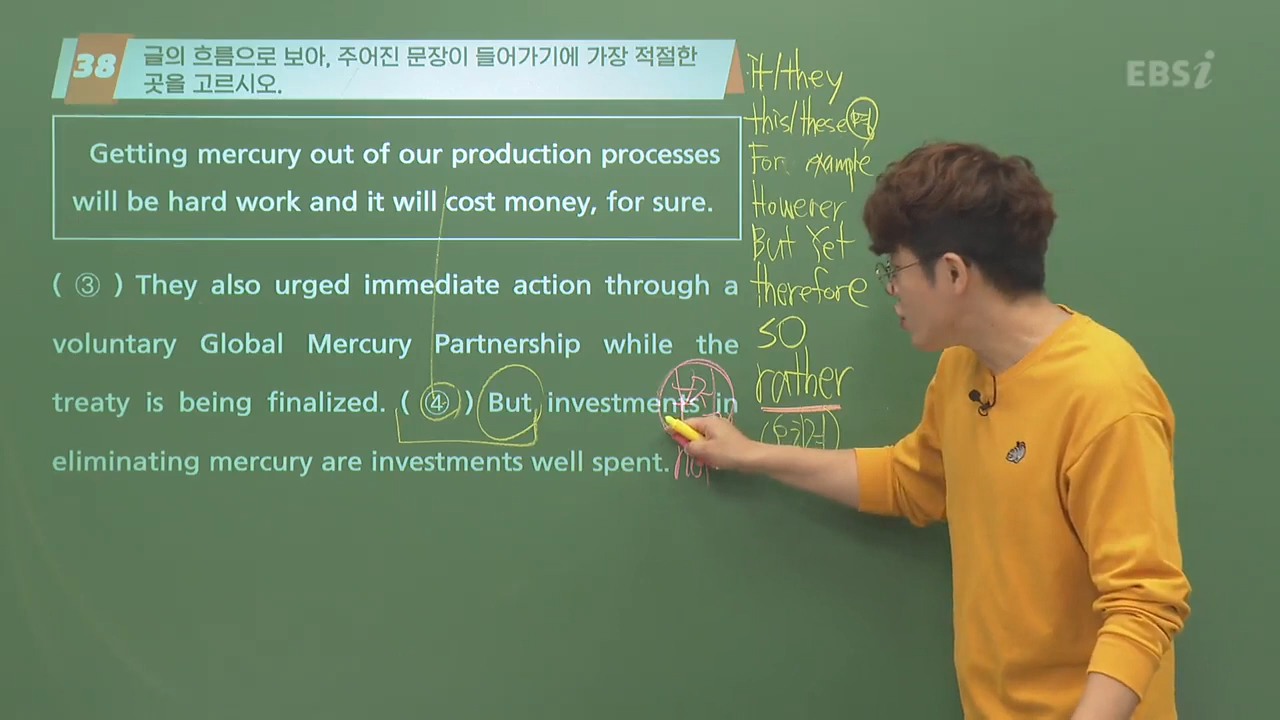 38 글의 흐름으로 보아, 주어진 문장이 들어가기에 가장 적절한
곳을 고르시오.
EBSi
Getting mercury out of our production processes
will be hard work and it will cost money, for sure.
( ③ ) They also urged immediate action through a
voluntary Global Mercury Partnership while the
treaty is being finalized. ( ④ ) But investments in
eliminating mercury are investments well spent.
it/they
this/these
For example
However
But Yet
therefore
so
rather